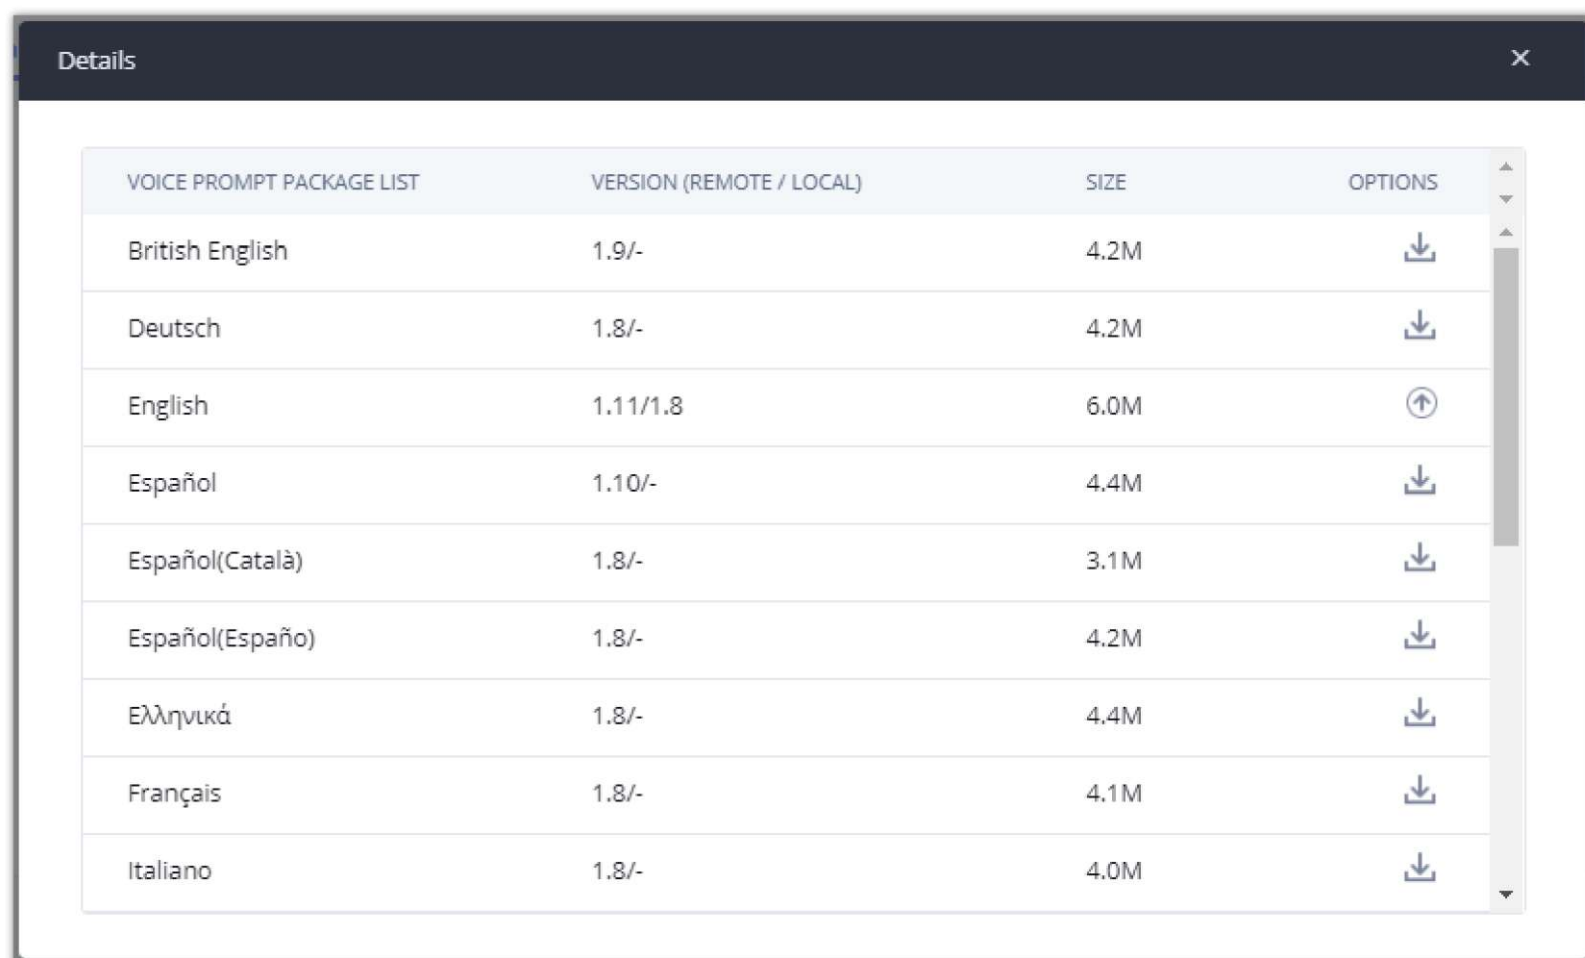 Details
VOICE PROMPT PACKAGE LIST VERSION (REMOTE / LOCAL) SIZE OPTIONS
British English 1.9/- 4.2M
Deutsch 1.8/- 4.2M
English 1.11/1.8 6.0M
Español 1.10/- 4.4M
Español(Català) 1.8/- 3.1M
Español(Españo) 1.8/- 4.2M
Ελληνικά 1.8/- 4.4M
Français 1.8/- 4.1M
Italiano 1.8/- 4.0M